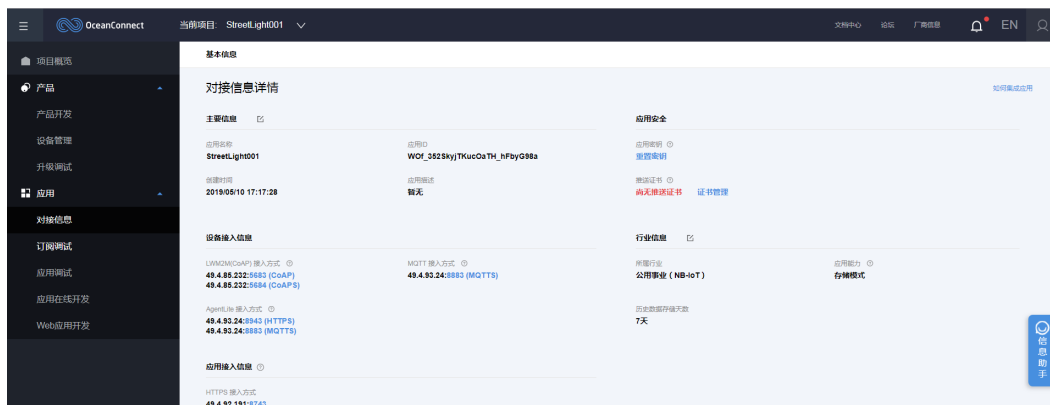 OceanConnect
当前项目: StreetLight001
文档中心 论坛 厂商信息 EN
项目概览
产品
产品开发
设备管理
升级调试
应用
对接信息
订阅调试
应用调试
应用在线开发
Web应用开发
基本信息
对接信息详情
如何集成应用
主要信息
应用名称
StreetLight001
应用ID
WOf_352SkyjTKucOaTH_hFbyG98a
创建时间
2019/05/10 17:17:28
应用描述
暂无
应用安全
应用密钥
重置密钥
推送证书
尚无推送证书 证书管理
设备接入信息
LWM2M(CoAP) 接入方式
49.4.85.232:5683 (CoAP)
49.4.85.232:5684 (CoAPS)
MQTT 接入方式
49.4.93.24:8883 (MQTTS)
AgentLite 接入方式
49.4.93.24:8943 (HTTPS)
49.4.93.24:8883 (MQTTS)
行业信息
所属行业
公用事业 ( NB-IoT )
应用能力
存储模式
历史数据存储天数
7天
应用接入信息
HTTPS 接入方式
49.4.92.191:8743
信息助手